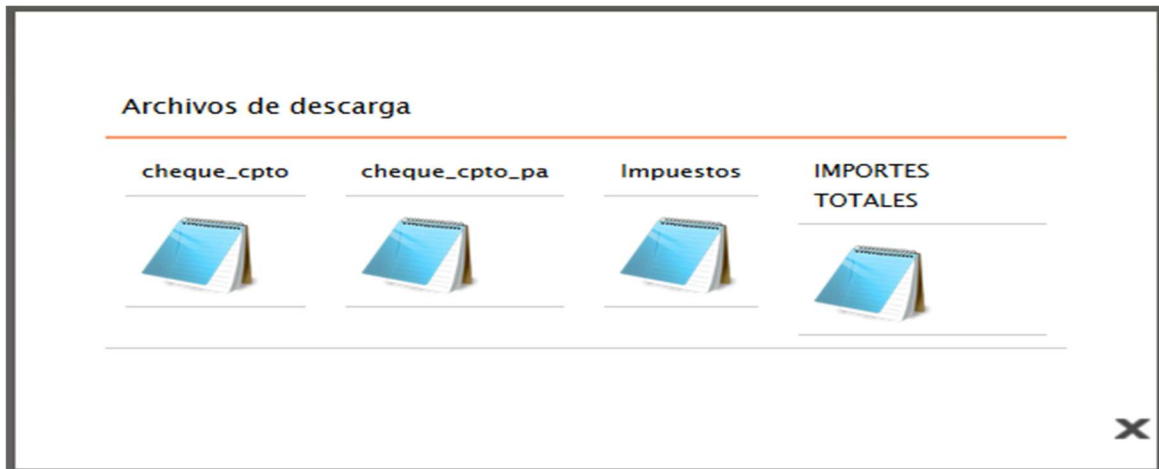 Archivos de descarga
cheque_cpto
cheque_cpto_pa
Impuestos
IMPORTES
TOTALES